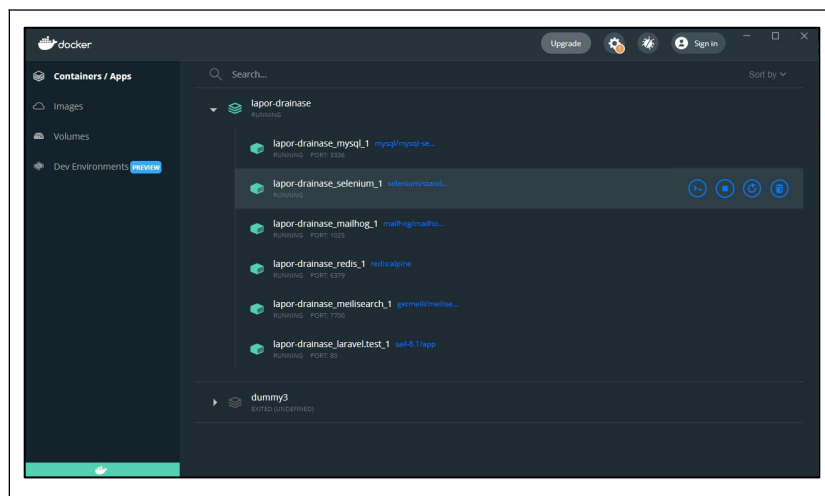 docker
Upgrade
Sign in
Containers / Apps
Images
Volumes
Dev Environments PREVIEW
Search...
Sort by
lapor-drainase
RUNNING
lapor-drainase_mysql_1 mysql/mysql-se...
RUNNING PORT: 3336
lapor-drainase_selenium_1 selenium/stand...
RUNNING
lapor-drainase_mailhog_1 mailhog/mailho...
RUNNING PORT: 1025
lapor-drainase_redis_1 redis:alpine
RUNNING PORT: 6379
lapor-drainase_meilisearch_1 getmeili/meilise...
RUNNING PORT: 7700
lapor-drainase_laravel.test_1 sail-8.1/app
RUNNING PORT: 80
dummy3
EXITED (UNDEFINED)